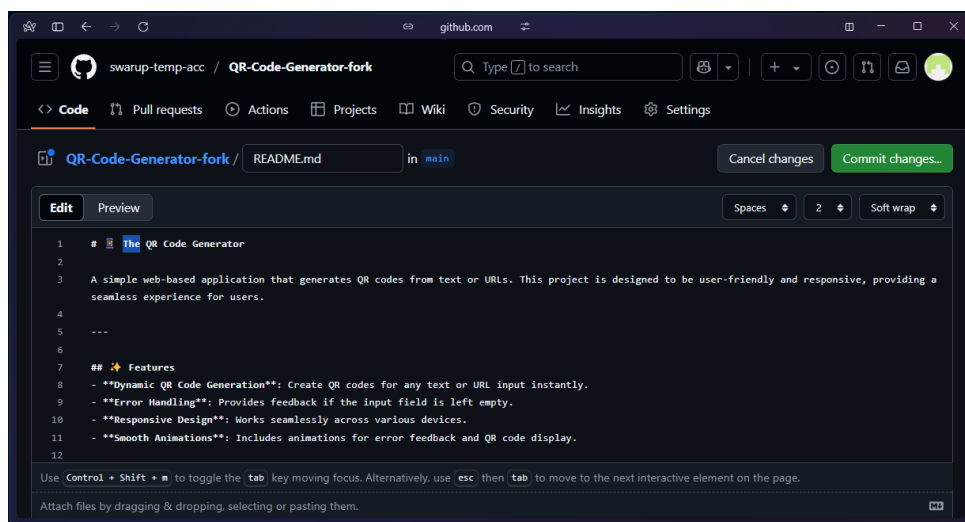 github.com
swarup-temp-acc / QR-Code-Generator-fork
Type / to search
Code Pull requests Actions Projects Wiki Security Insights Settings
QR-Code-Generator-fork / README.md in main
Cancel changes Commit changes...
Edit Preview
Spaces 2 Soft wrap
1 # The QR Code Generator
2
3 A simple web-based application that generates QR codes from text or URLs. This project is designed to be user-friendly and responsive, providing a
seamless experience for users.
4
5 ---
6
7 ## ✨ Features
8 - **Dynamic QR Code Generation**: Create QR codes for any text or URL input instantly.
9 - **Error Handling**: Provides feedback if the input field is left empty.
10 - **Responsive Design**: Works seamlessly across various devices.
11 - **Smooth Animations**: Includes animations for error feedback and QR code display.
12
Use Control + Shift + m to toggle the tab key moving focus. Alternatively, use esc then tab to move to the next interactive element on the page.
Attach files by dragging & dropping, selecting or pasting them.